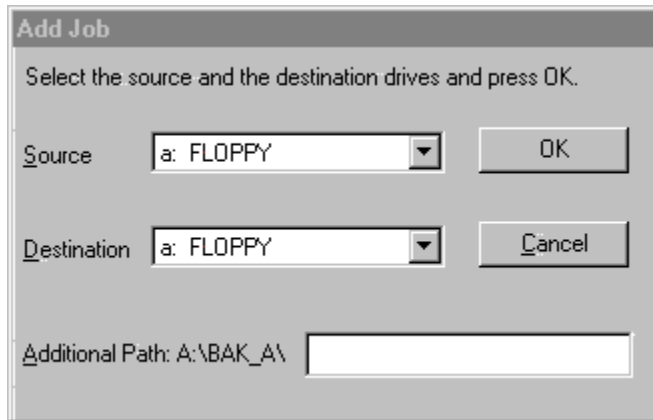 Add Job
Select the source and the destination drives and press OK.
Source a: FLOPPY OK
Destination a: FLOPPY Cancel
Additional Path: A:\BAK_A\